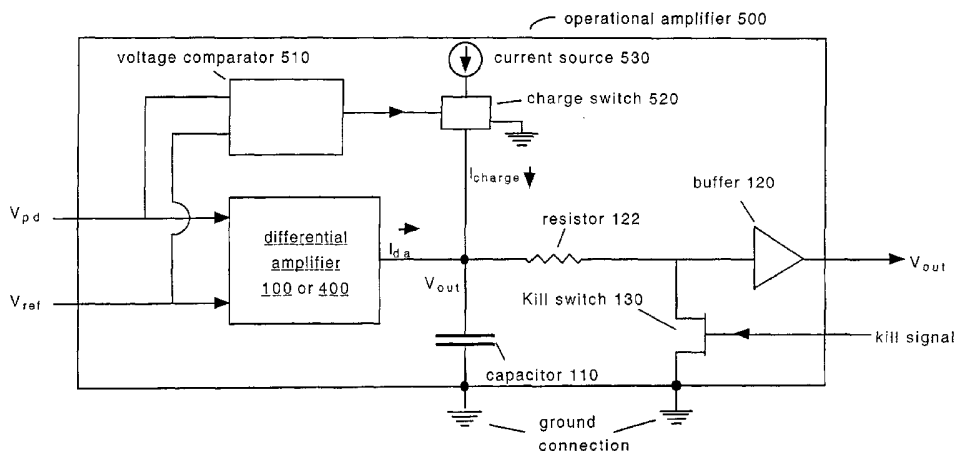 operational amplifier 500
voltage comparator 510
current source 530
charge switch 520
Icharge
buffer 120
Vpd
resistor 122
differential
amplifier
100 or 400
Ida
Vout
Vout
Vref
Kill switch 130
kill signal
capacitor 110
ground
connection